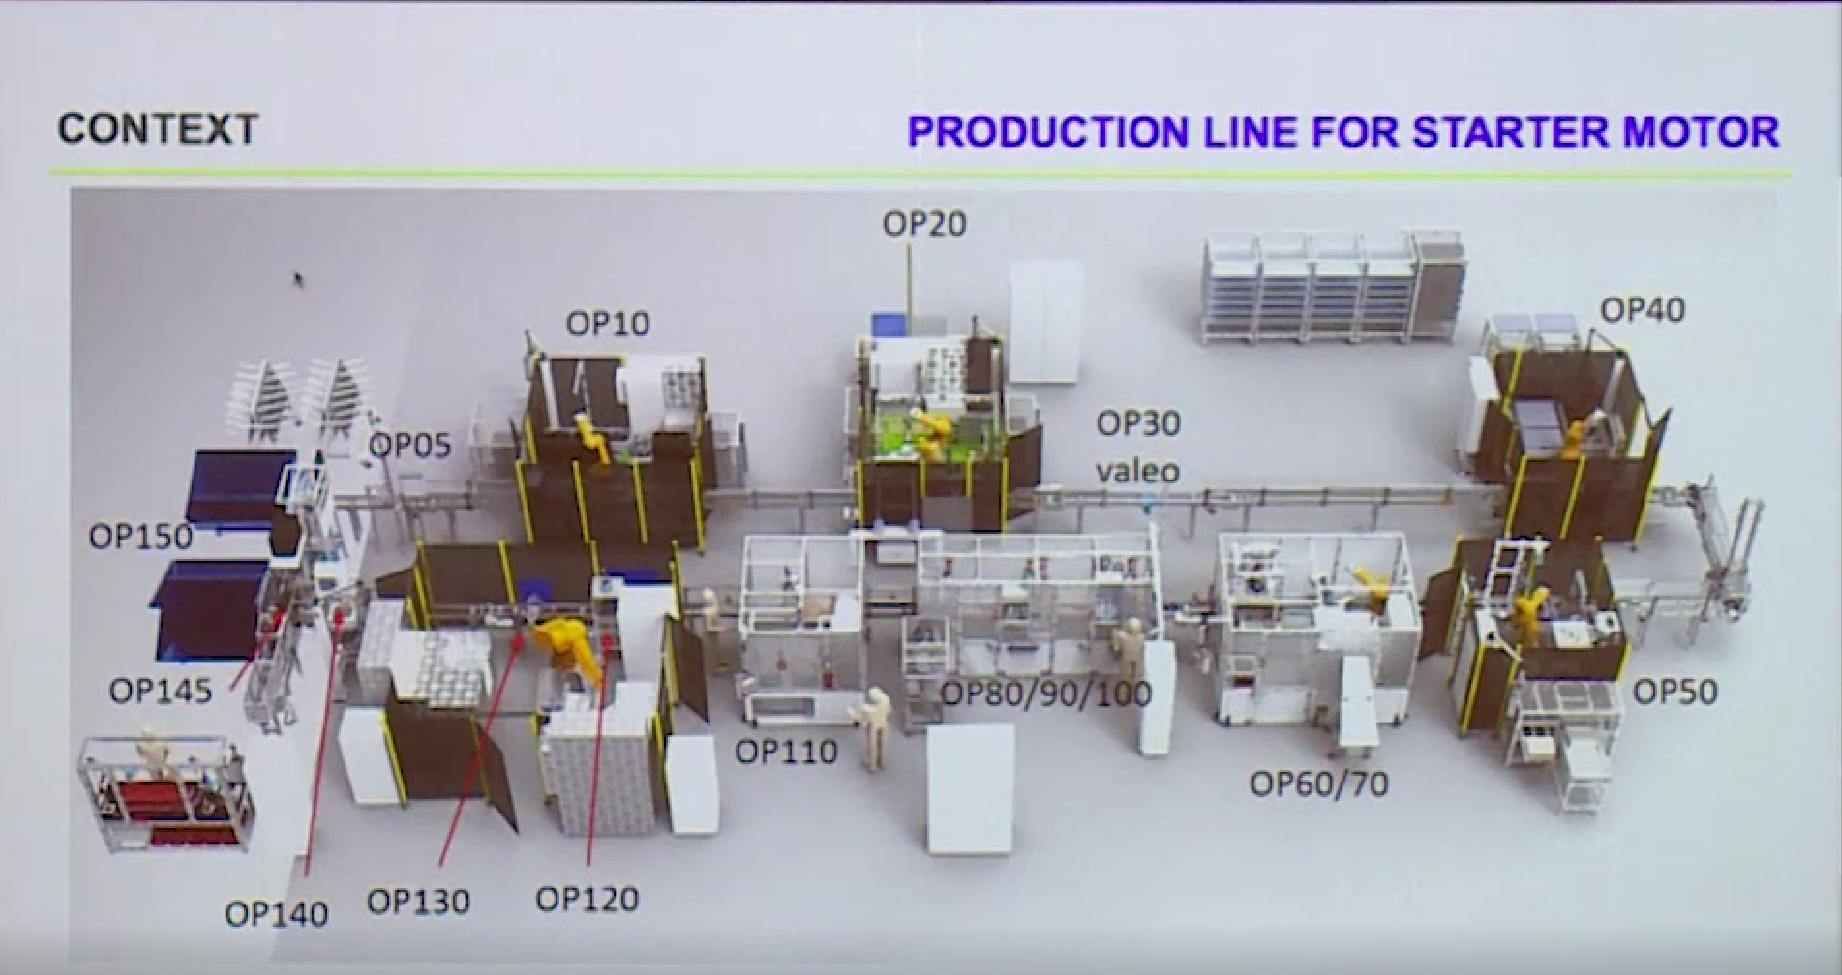 CONTEXT
PRODUCTION LINE FOR STARTER MOTOR
OP20
OP10
OP40
OP30
valeo
OP05
OP150
OP145
OP80/90/100
OP50
OP110
OP60/70
OP140
OP130
OP120